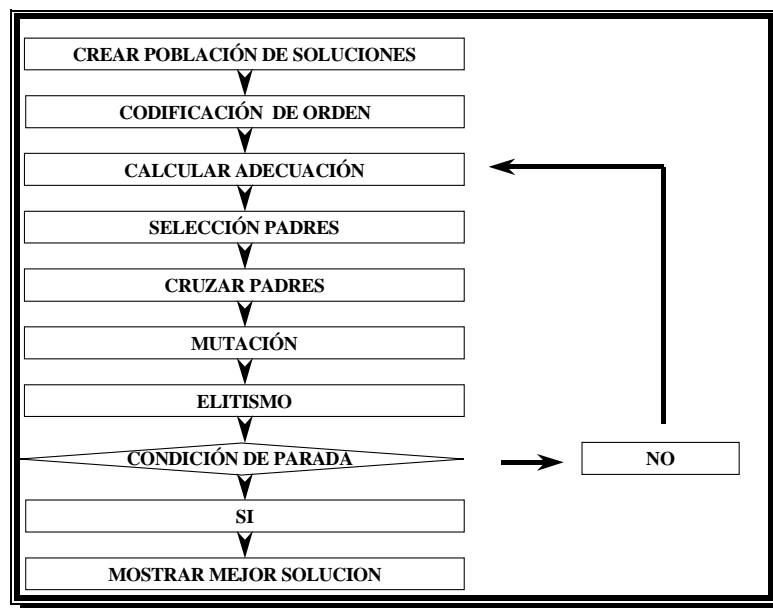 CREAR POBLACIÓN DE SOLUCIONES
CODIFICACIÓN DE ORDEN
CALCULAR ADECUACIÓN
SELECCIÓN PADRES
CRUZAR PADRES
MUTACIÓN
ELITISMO
CONDICIÓN DE PARADA
NO
SI
MOSTRAR MEJOR SOLUCION